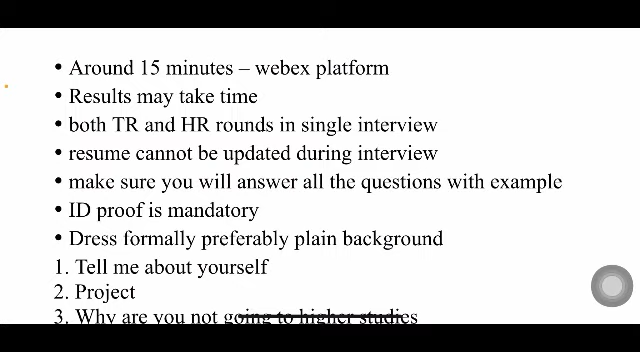 • Around 15 minutes – webex platform
• Results may take time
• both TR and HR rounds in single interview
• resume cannot be updated during interview
• make sure you will answer all the questions with example
• ID proof is mandatory
• Dress formally preferably plain background
1. Tell me about yourself
2. Project
3. Why are you not going to higher studies